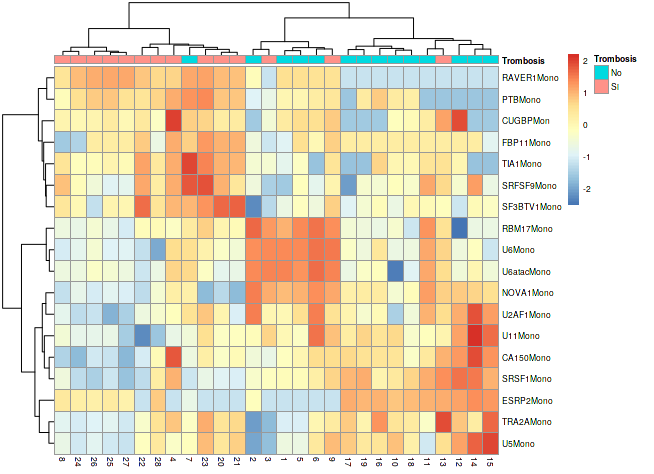 Trombosis
RAVER1Mono
PTBMono
CUGBPMon
FBP11Mono
TIA1Mono
SRFSF9Mono
SF3BTV1Mono
RBM17Mono
U6Mono
U6atacMono
NOVA1Mono
U2AF1Mono
U11Mono
CA150Mono
SRSF1Mono
ESRP2Mono
TRA2AMono
U5Mono
8 24 26 25 27 22 28 4 7 23 20 21 2 3 1 5 6 9 17 19 16 10 18 11 13 12 14 15
2
1
0
-1
-2
Trombosis
No
SI